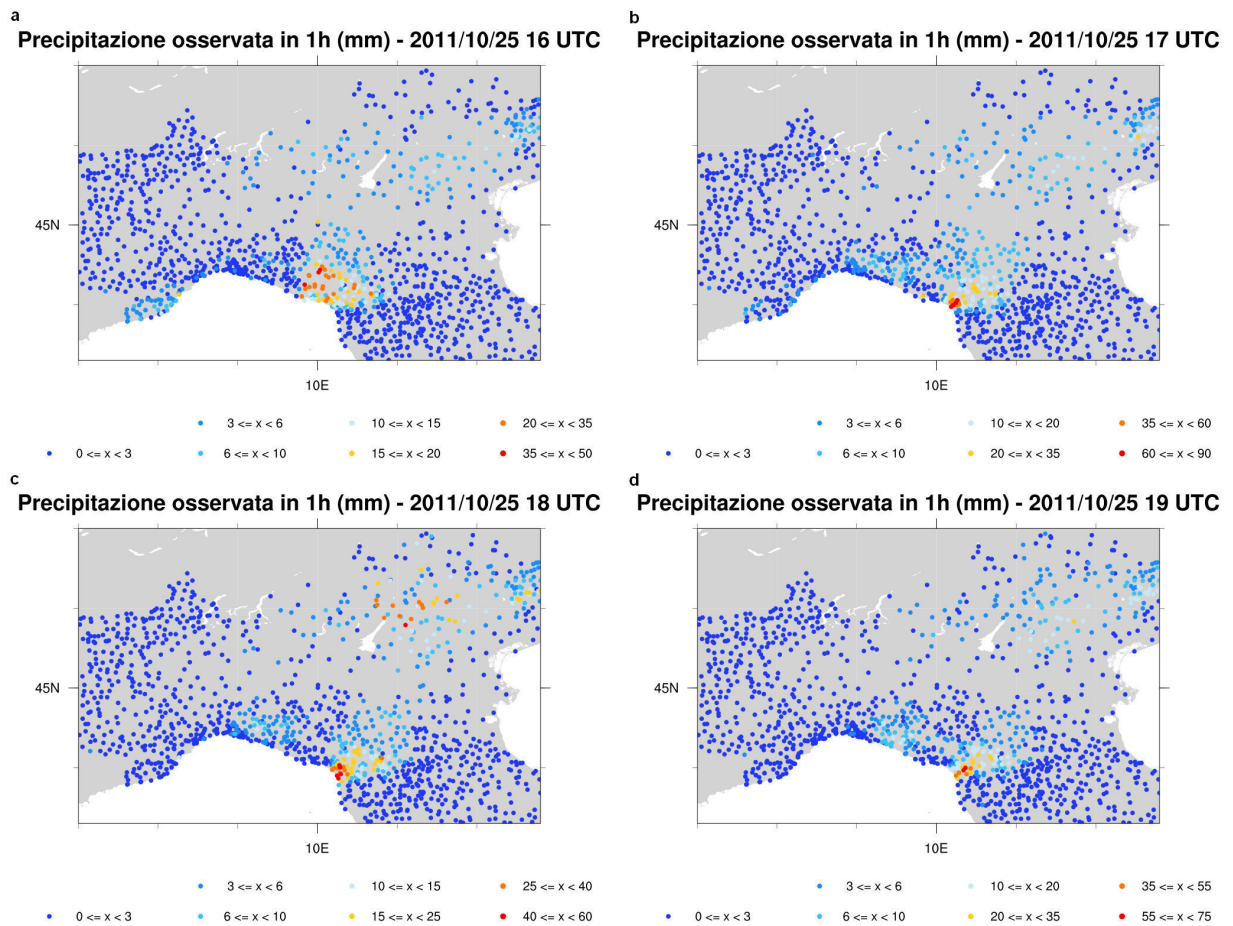 a
Precipitazione osservata in 1h (mm) - 2011/10/25 16 UTC
45N
10E
3 <= x < 6 10 <= x < 15 20 <= x < 35
0 <= x < 3 6 <= x < 10 15 <= x < 20 35 <= x < 50
b
Precipitazione osservata in 1h (mm) - 2011/10/25 17 UTC
45N
10E
3 <= x < 6 10 <= x < 20 35 <= x < 60
0 <= x < 3 6 <= x < 10 20 <= x < 35 60 <= x < 90
c
Precipitazione osservata in 1h (mm) - 2011/10/25 18 UTC
45N
10E
3 <= x < 6 10 <= x < 15 25 <= x < 40
0 <= x < 3 6 <= x < 10 15 <= x < 25 40 <= x < 60
d
Precipitazione osservata in 1h (mm) - 2011/10/25 19 UTC
45N
10E
3 <= x < 6 10 <= x < 20 35 <= x < 55
0 <= x < 3 6 <= x < 10 20 <= x < 35 55 <= x < 75